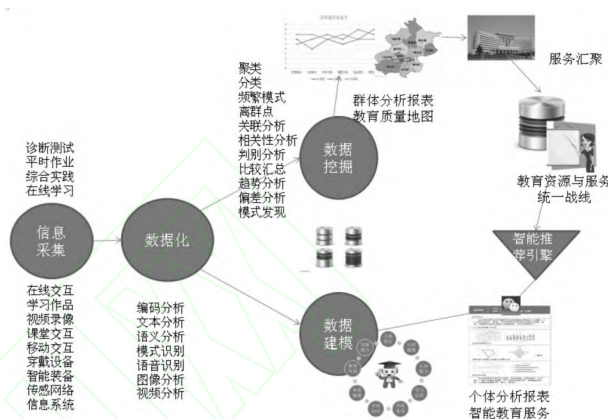 诊断测试
平时作业
综合实践
在线学习
信息
采集
在线交互
学习作品
视频录像
课堂交互
移动交互
穿戴设备
智能装备
传感网络
信息系统
数据化
编码分析
文本分析
语义分析
模式识别
语音识别
图像分析
视频分析
聚类
分类
频繁模式
离群点
关联分析
相关性分析
判别分析
比较汇总
趋势分析
偏差分析
模式发现
数据
挖掘
群体分析报表
教育质量地图
数据
建模
服务汇聚
教育资源与服务
统一战线
智能推
荐引擎
个体分析报表
智能教育服务